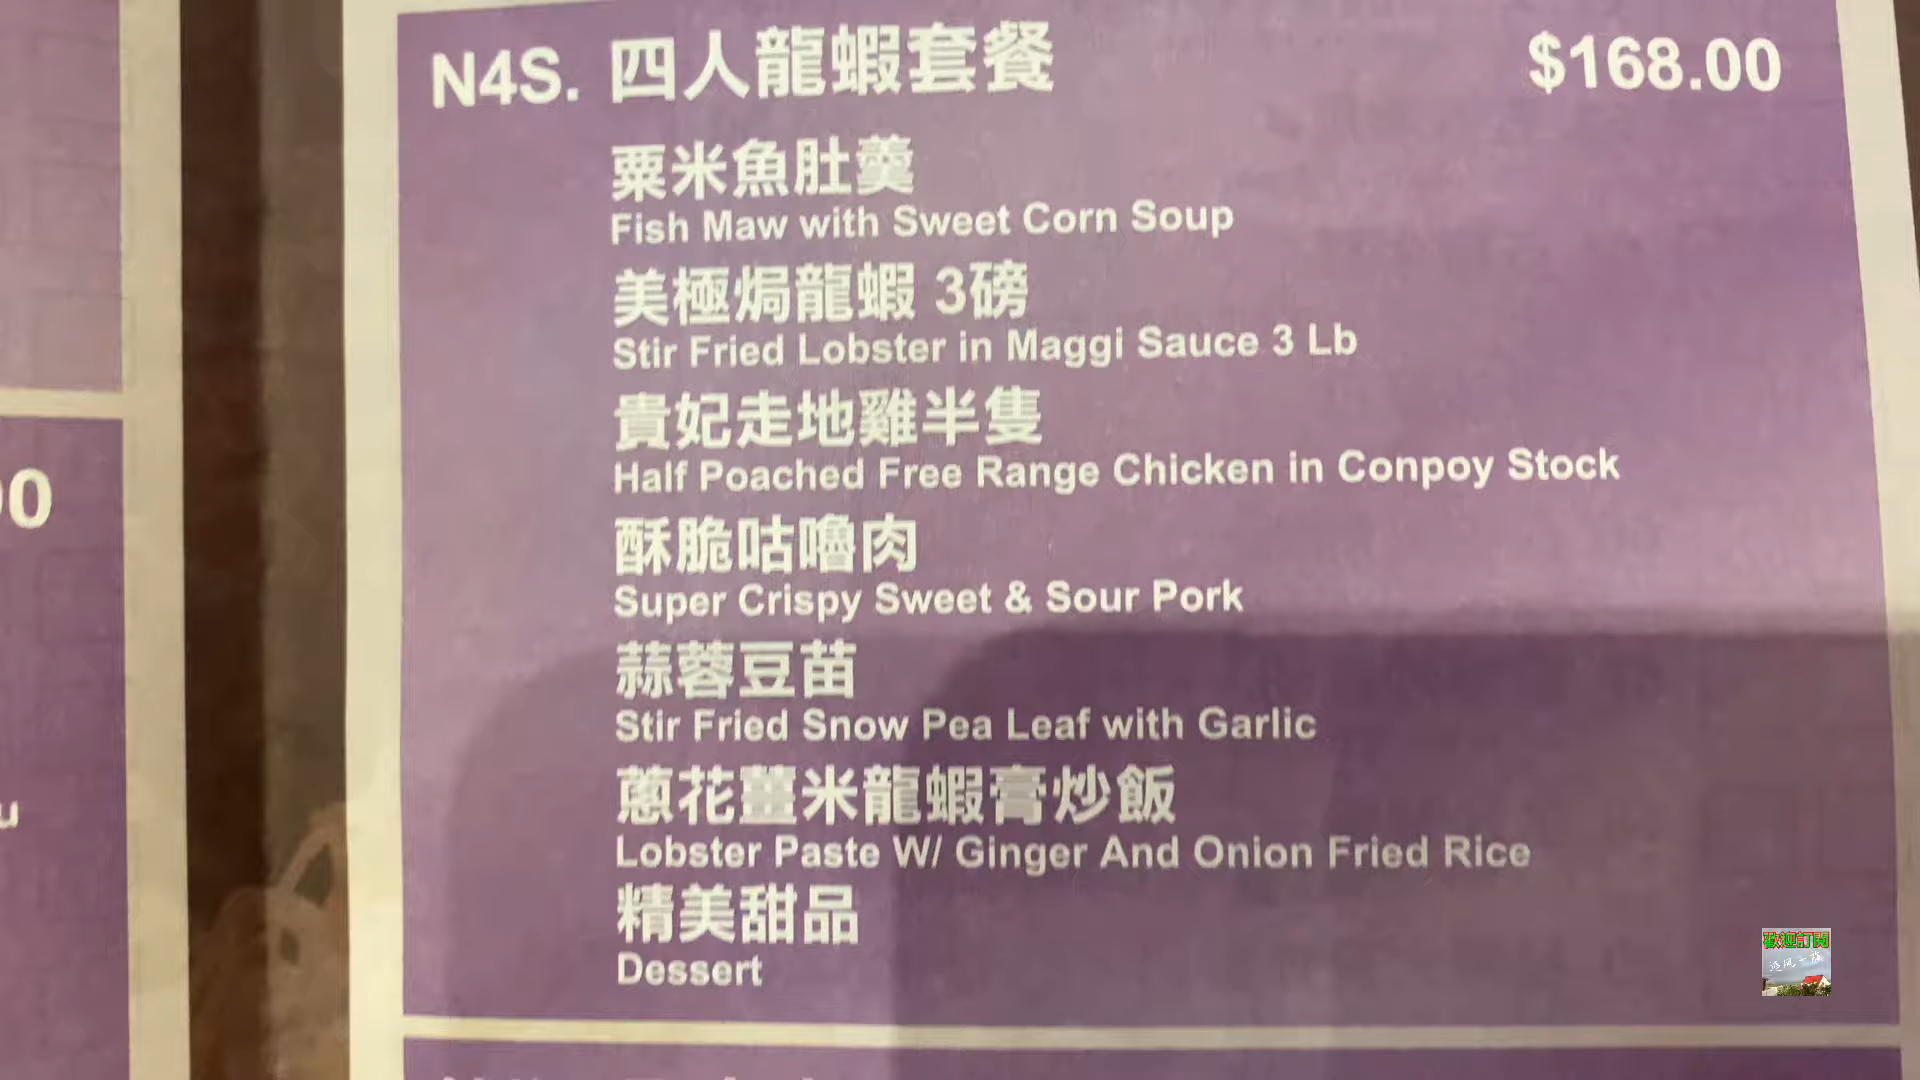 N4S. 四人龍蝦套餐 $168.00
粟米魚肚羹
Fish Maw with Sweet Corn Soup
美極焗龍蝦 3磅
Stir Fried Lobster in Maggi Sauce 3 Lb
貴妃走地雞半隻
Half Poached Free Range Chicken in Conpoy Stock
酥脆咕嚕肉
Super Crispy Sweet & Sour Pork
蒜蓉豆苗
Stir Fried Snow Pea Leaf with Garlic
蔥花薑米龍蝦膏炒飯
Lobster Paste W/ Ginger And Onion Fried Rice
精美甜品
Dessert
歡迎訂閱